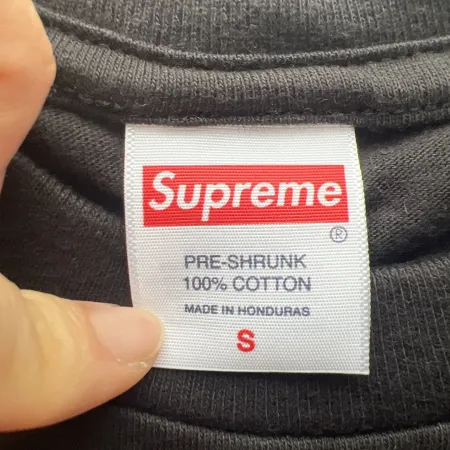 Supreme
®
PRE-SHRUNK
100% COTTON
MADE IN HONDURAS
S